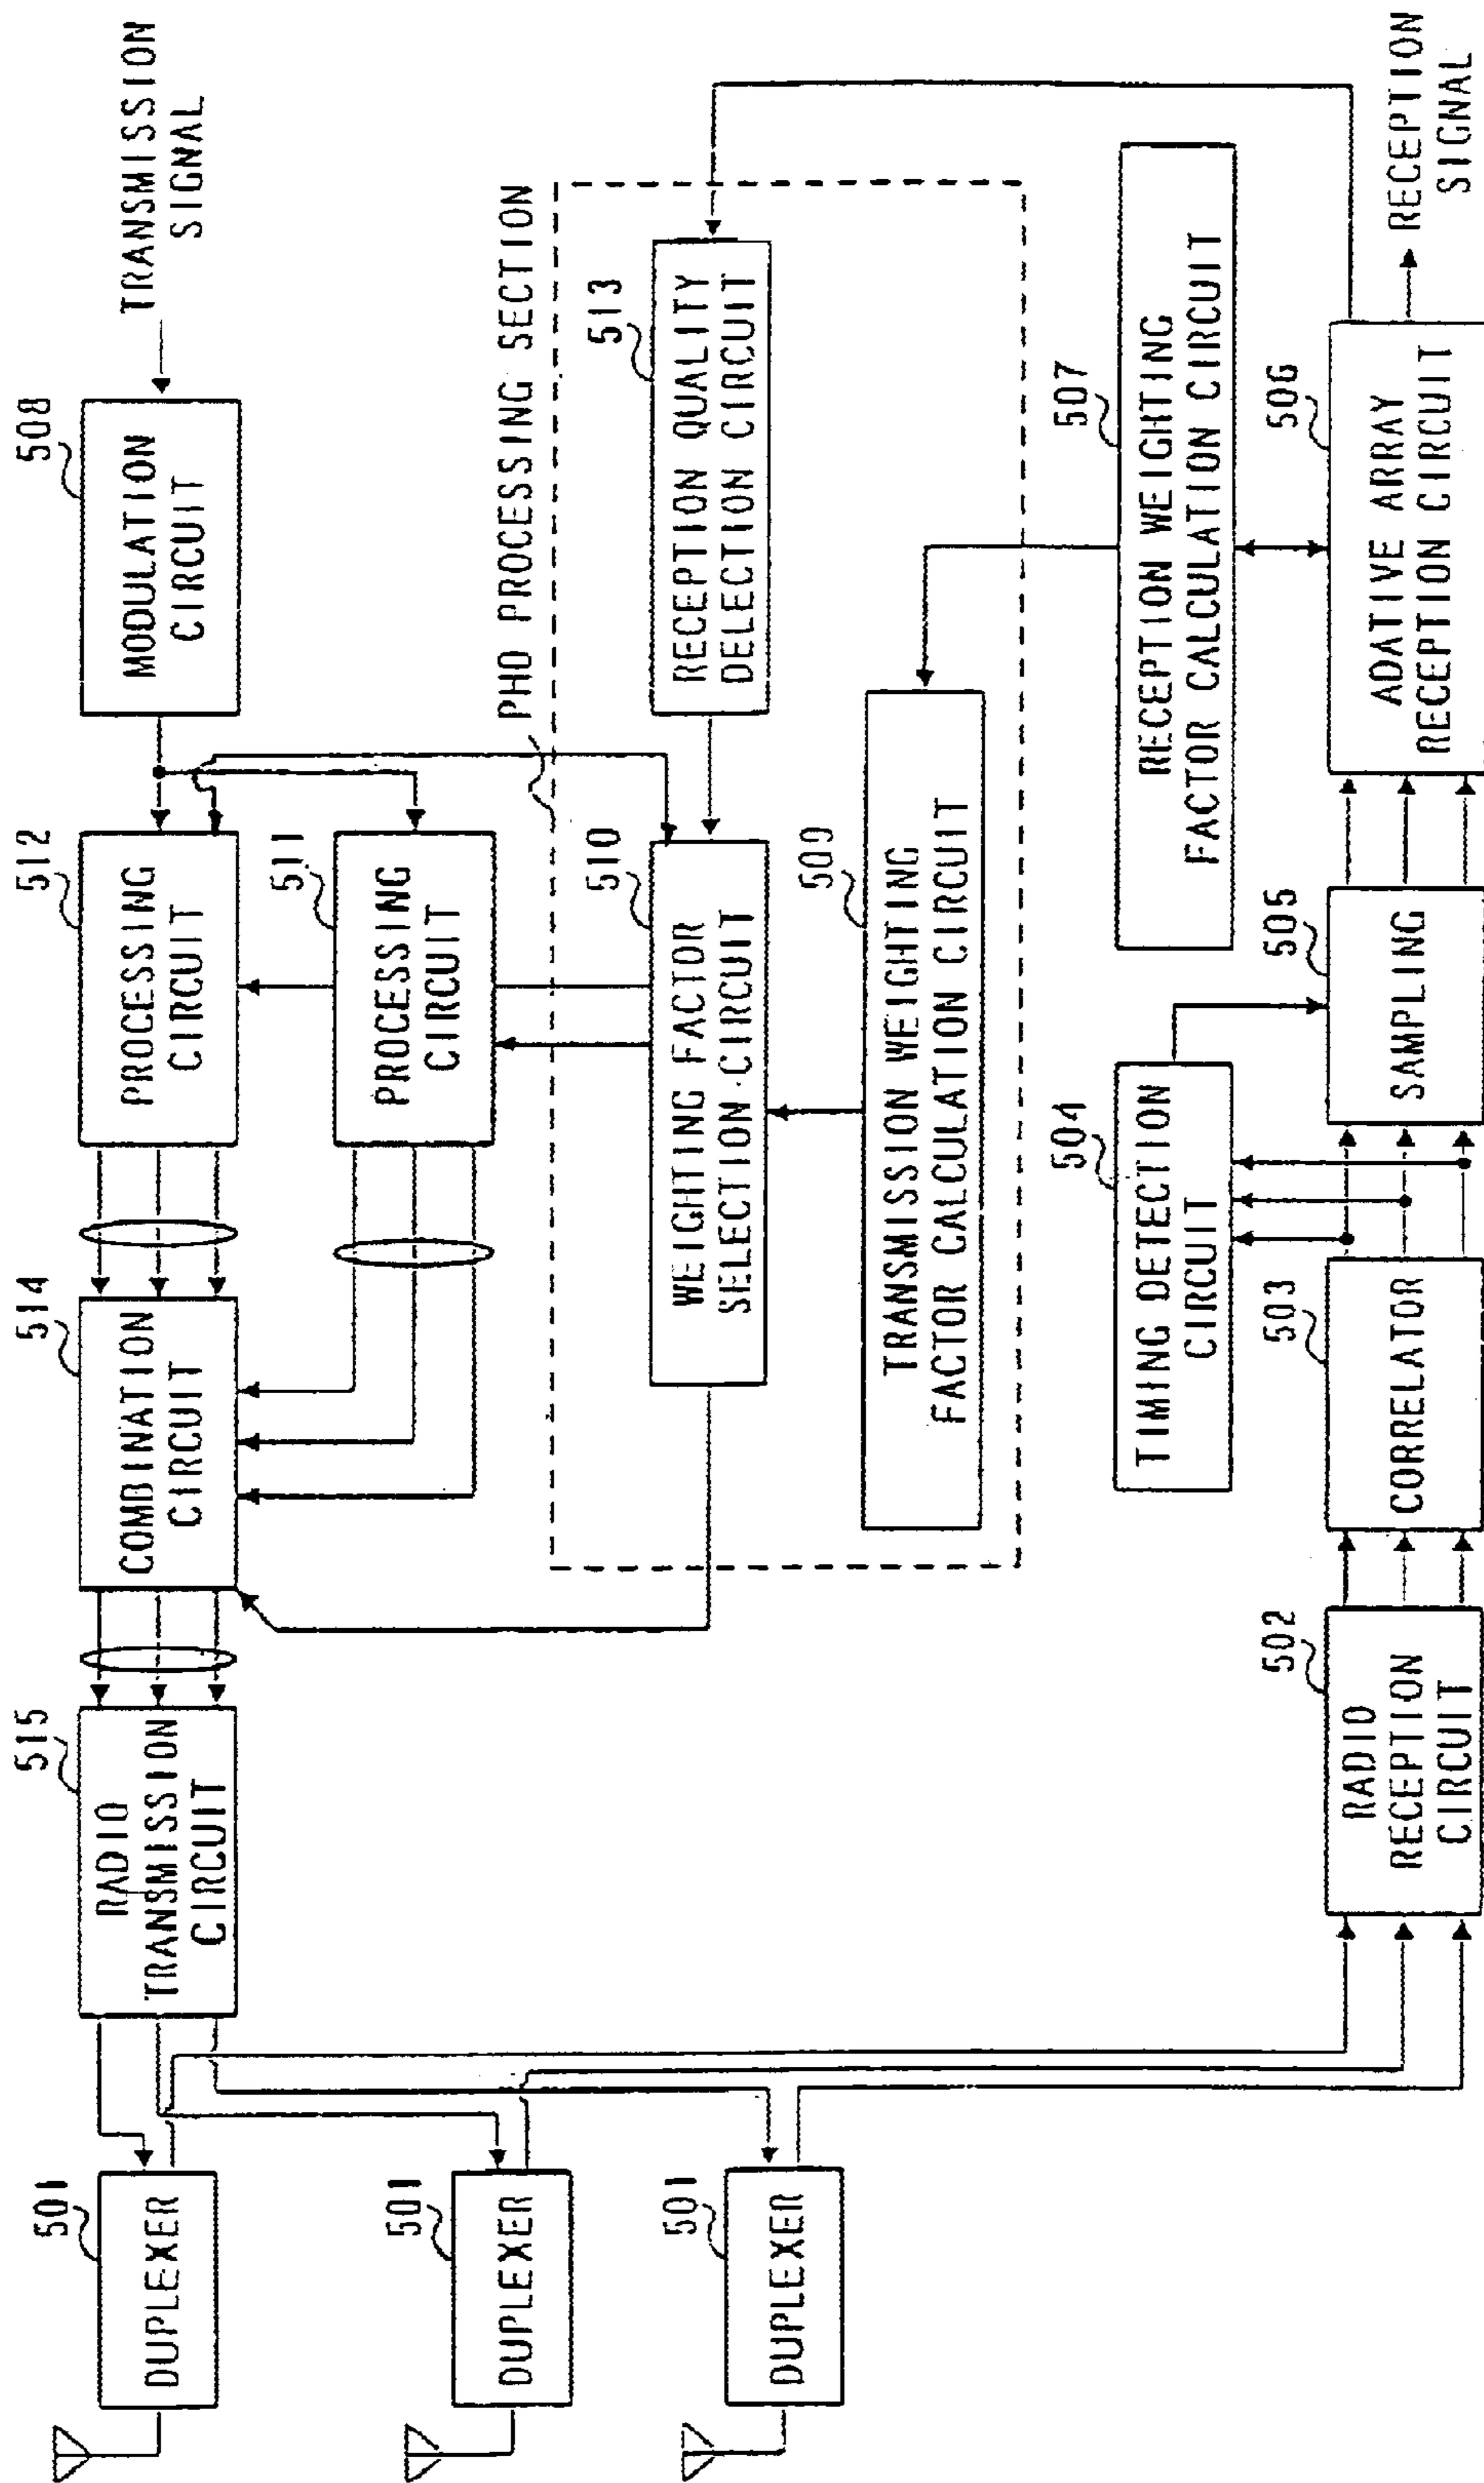 501
DUPLEXER
501
DUPLEXER
501
DUPLEXER
515
RADIO
TRANSMISSION
CIRCUIT
514
COMBINATION
CIRCUIT
512
PROCESSING
CIRCUIT
511
PROCESSING
CIRCUIT
508
MODULATION
CIRCUIT
TRANSMISSION
SIGNAL
PHD PROCESSING SECTION
510
WEIGHTING FACTOR
SELECTION CIRCUIT
513
RECEPTION QUALITY
DELECTION CIRCUIT
509
TRANSMISSION WEIGHTING
FACTOR CALCULATION CIRCUIT
507
RECEPTION WEIGHTING
FACTOR CALCULATION CIRCUIT
504
TIMING DETECTION
CIRCUIT
502
RADIO
RECEPTION
CIRCUIT
503
CORRELATOR
505
SAMPLING
506
ADATIVE ARRAY
RECEPTION CIRCUIT
RECEPTION
SIGNAL